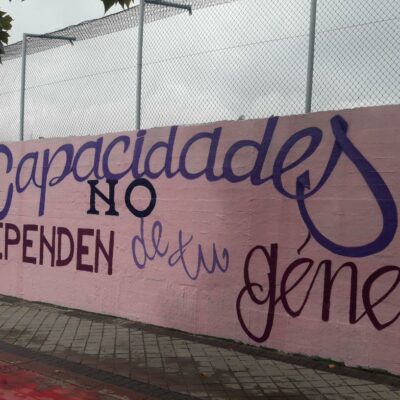 Capacidades
NO
EPENDEN de tu géne